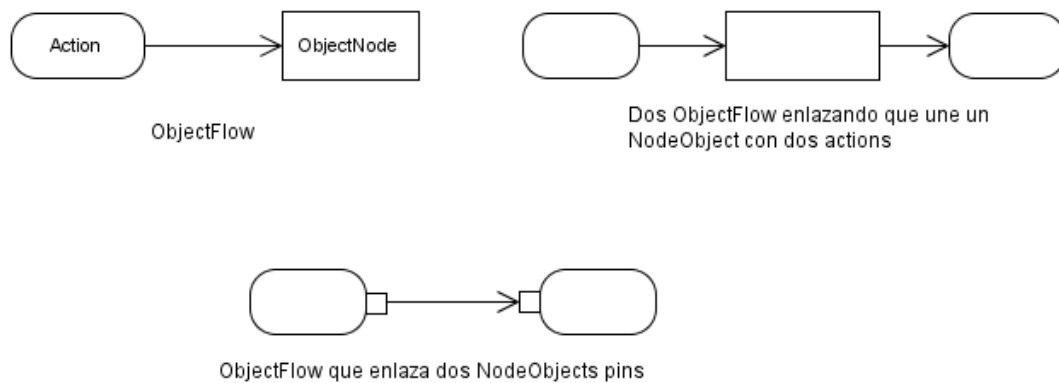 Action
ObjectNode
ObjectFlow
Dos ObjectFlow enlazando que une un
NodeObject con dos actions
ObjectFlow que enlaza dos NodeObjects pins